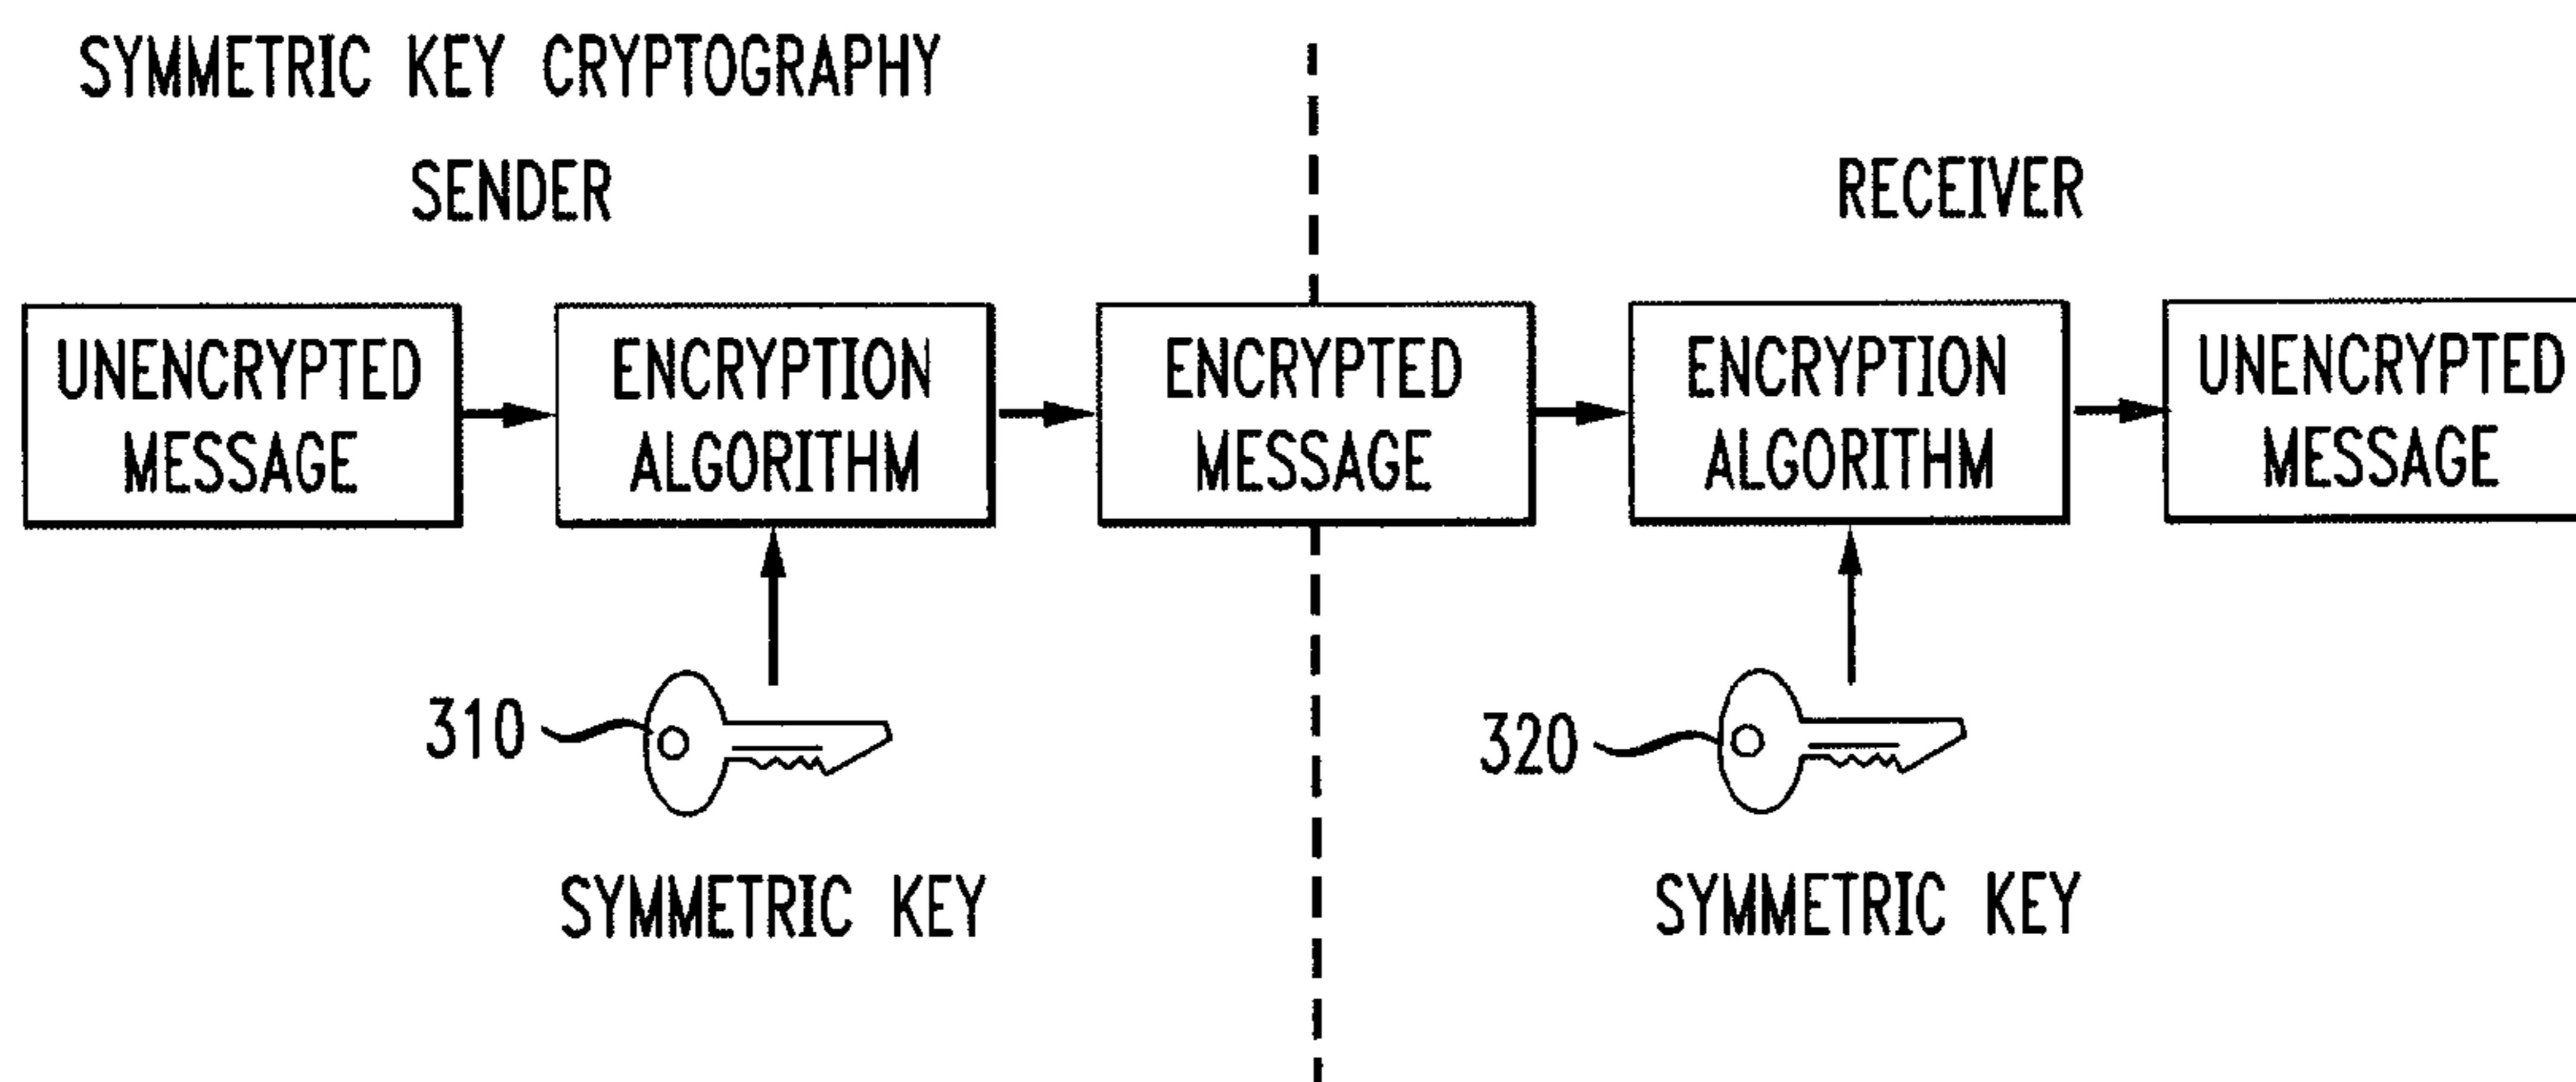 SYMMETRIC KEY CRYPTOGRAPHY
SENDER
RECEIVER
UNENCRYPTED
MESSAGE
ENCRYPTION
ALGORITHM
ENCRYPTED
MESSAGE
ENCRYPTION
ALGORITHM
UNENCRYPTED
MESSAGE
310
320
SYMMETRIC KEY
SYMMETRIC KEY